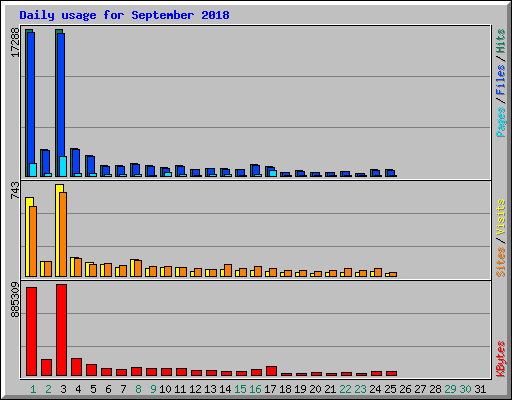 Daily usage for September 2018
17288
Pages / Files / Hits
743
Sites / Visits
885309
KBytes
1 2 3 4 5 6 7 8 9 10 11 12 13 14 15 16 17 18 19 20 21 22 23 24 25 26 27 28 29 30 31